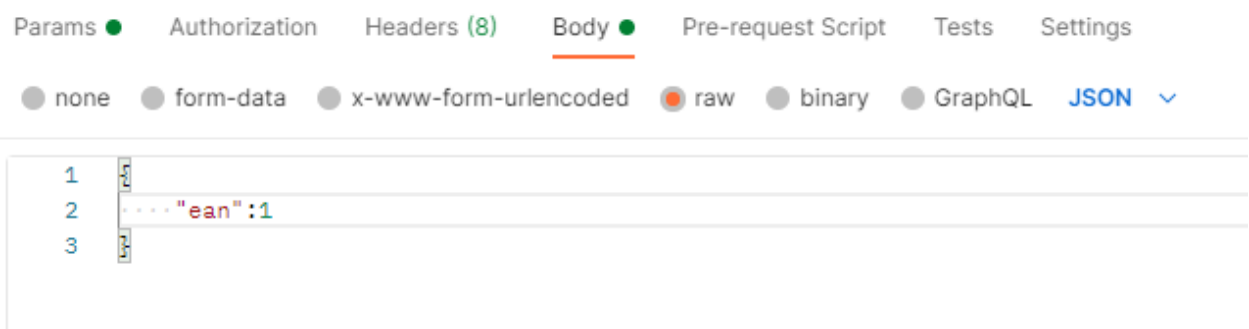 Params Authorization Headers (8) Body Pre-request Script Tests Settings
none form-data x-www-form-urlencoded raw binary GraphQL JSON
1 {
2 "ean":1
3 }